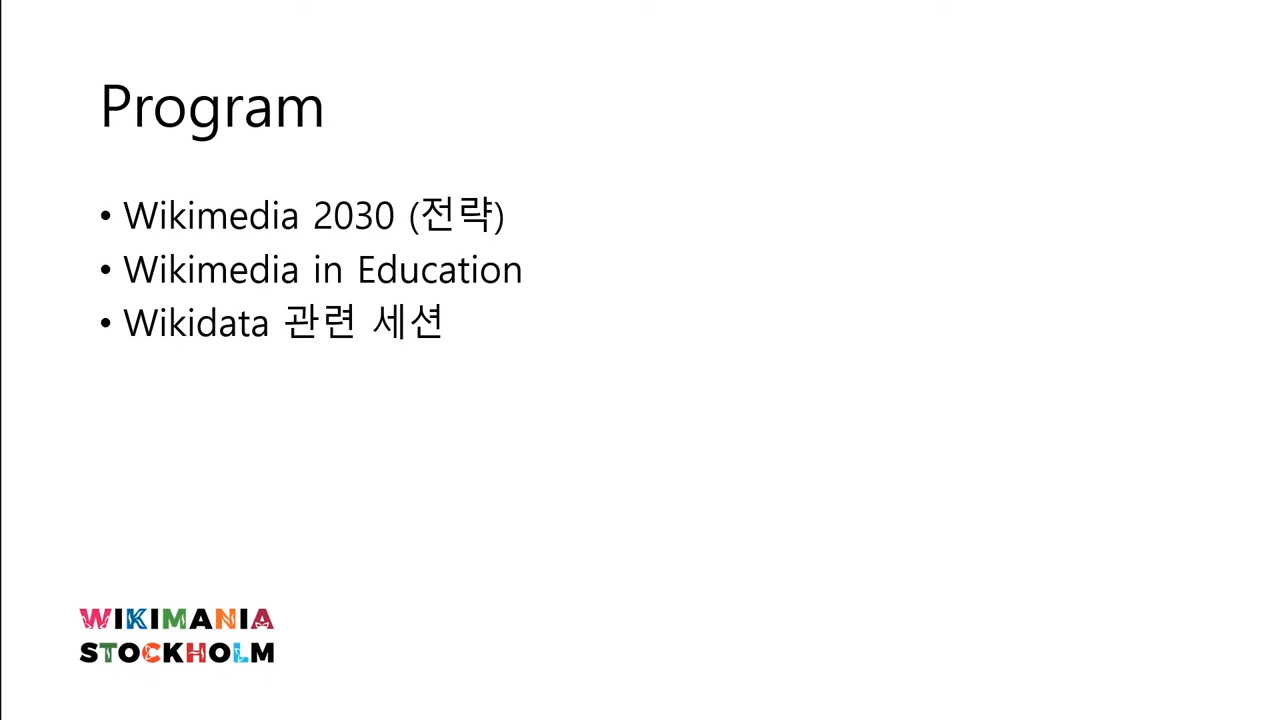 Program
• Wikimedia 2030 (전략)
• Wikimedia in Education
• Wikidata 관련 세션
WIKIMANIA
STOCKHOLM